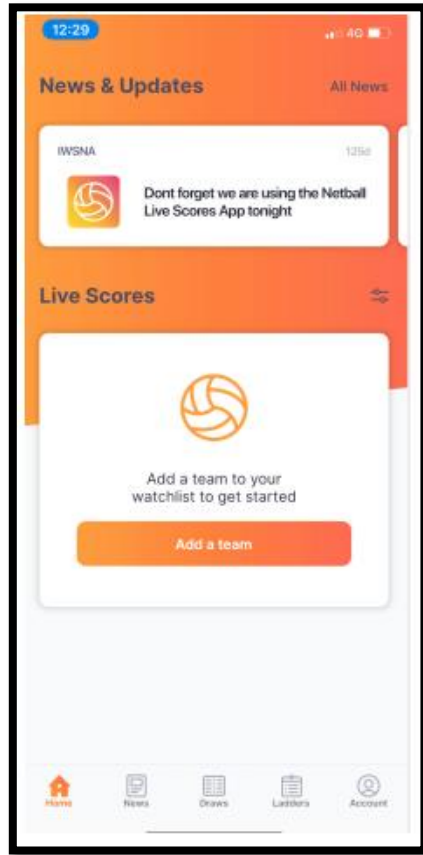 12:29
4G
News & Updates
All News
IWSNA
125d
Dont forget we are using the Netball
Live Scores App tonight
Live Scores
Add a team to your
watchlist to get started
Add a team
Home
News
Draws
Ladders
Account